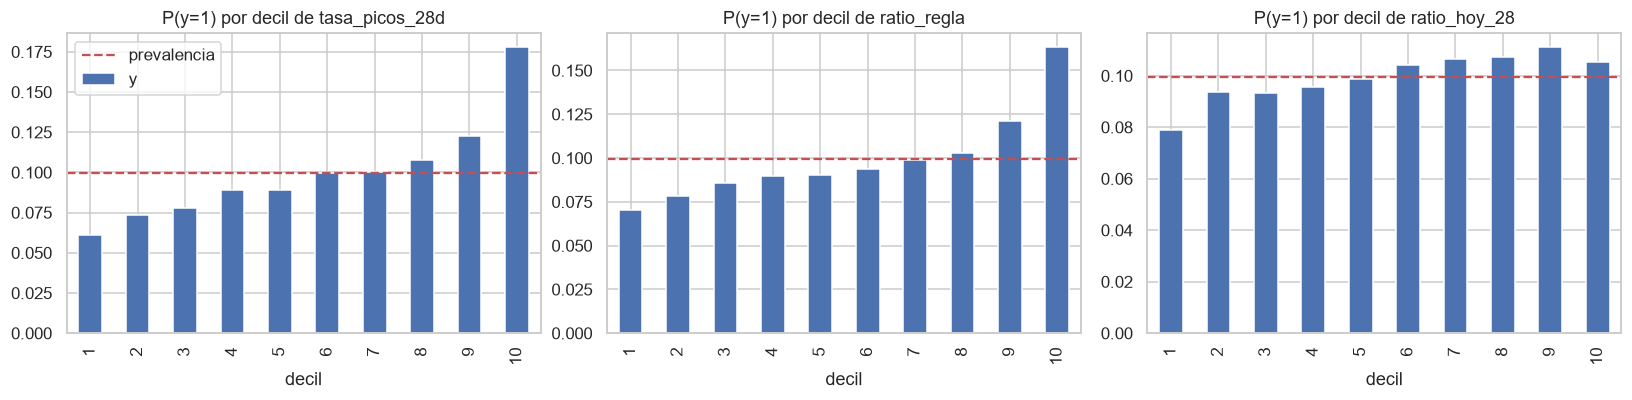 P(y=1) por decil de tasa_picos_28d
0.175
0.150
0.125
0.100
0.075
0.050
0.025
0.000
prevalencia
y
1 2 3 4 5 6 7 8 9 10
decil
P(y=1) por decil de ratio_regla
0.150
0.125
0.100
0.075
0.050
0.025
0.000
1 2 3 4 5 6 7 8 9 10
decil
P(y=1) por decil de ratio_hoy_28
0.10
0.08
0.06
0.04
0.02
0.00
1 2 3 4 5 6 7 8 9 10
decil